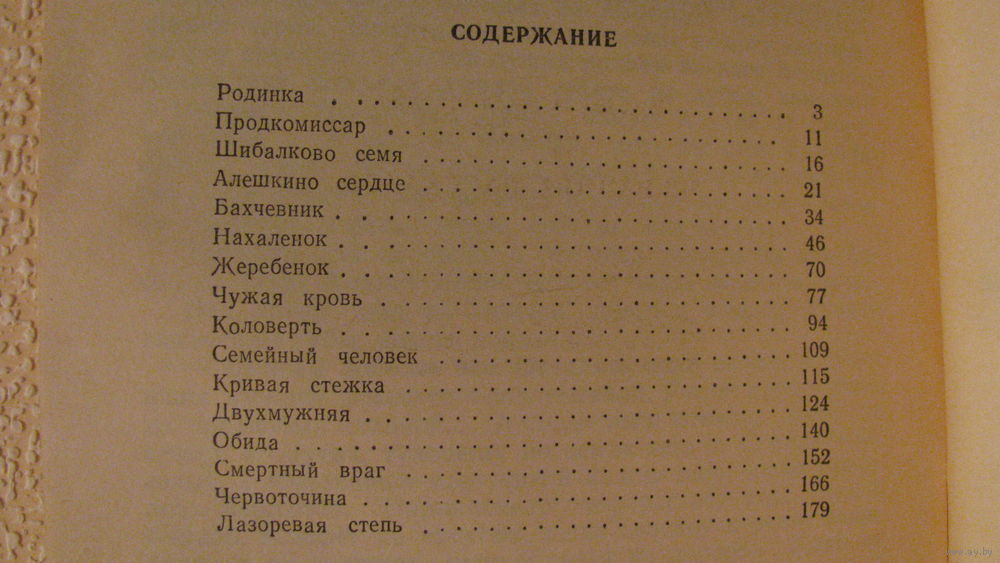 СОДЕРЖАНИЕ
Родинка . . . . . . . . . . . . . . . . . . . . 3
Продкомиссар . . . . . . . . . . . . . . . . . 11
Шибалково семя . . . . . . . . . . . . . . . . 16
Алешкино сердце . . . . . . . . . . . . . . . . 21
Бахчевник . . . . . . . . . . . . . . . . . . . 34
Нахаленок . . . . . . . . . . . . . . . . . . . 46
Жеребенок . . . . . . . . . . . . . . . . . . . 70
Чужая кровь . . . . . . . . . . . . . . . . . . 77
Коловерть . . . . . . . . . . . . . . . . . . . 94
Семейный человек . . . . . . . . . . . . . . . 109
Кривая стежка . . . . . . . . . . . . . . . . . 115
Двухмужняя . . . . . . . . . . . . . . . . . . 124
Обида . . . . . . . . . . . . . . . . . . . . . 140
Смертный враг . . . . . . . . . . . . . . . . . 152
Червоточина . . . . . . . . . . . . . . . . . . 166
Лазоревая степь . . . . . . . . . . . . . . . . 179